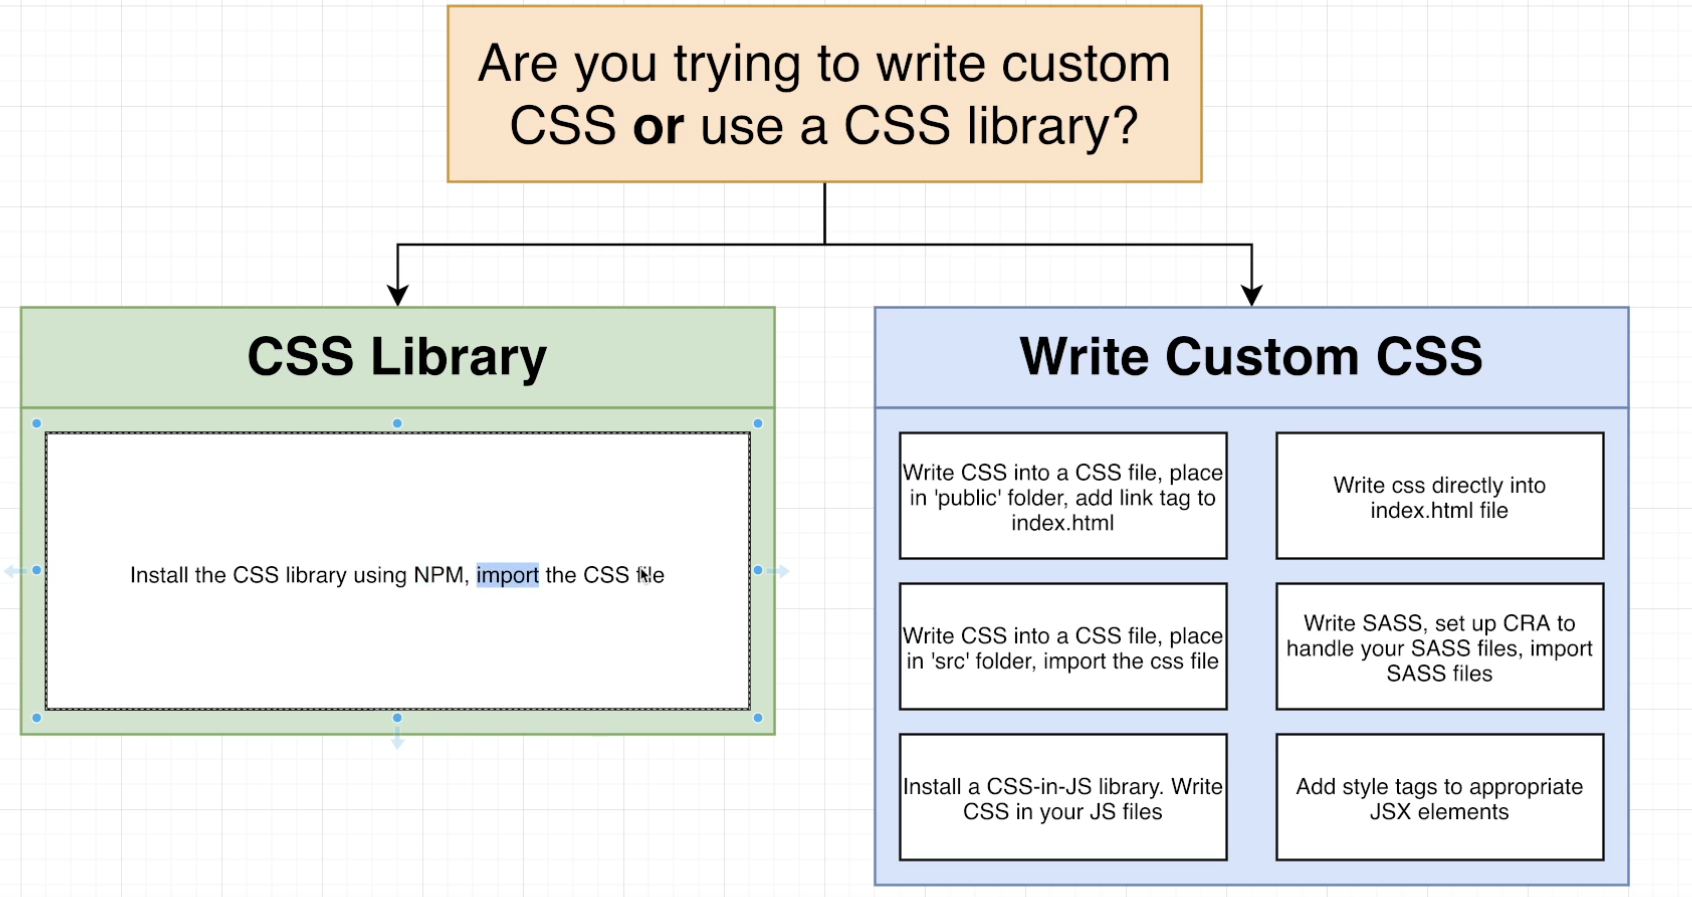 Are you trying to write custom
CSS or use a CSS library?
CSS Library
Install the CSS library using NPM, import the CSS file
Write Custom CSS
Write CSS into a CSS file, place
in 'public' folder, add link tag to
index.html
Write css directly into
index.html file
Write CSS into a CSS file, place
in 'src' folder, import the css file
Write SASS, set up CRA to
handle your SASS files, import
SASS files
Install a CSS-in-JS library. Write
CSS in your JS files
Add style tags to appropriate
JSX elements